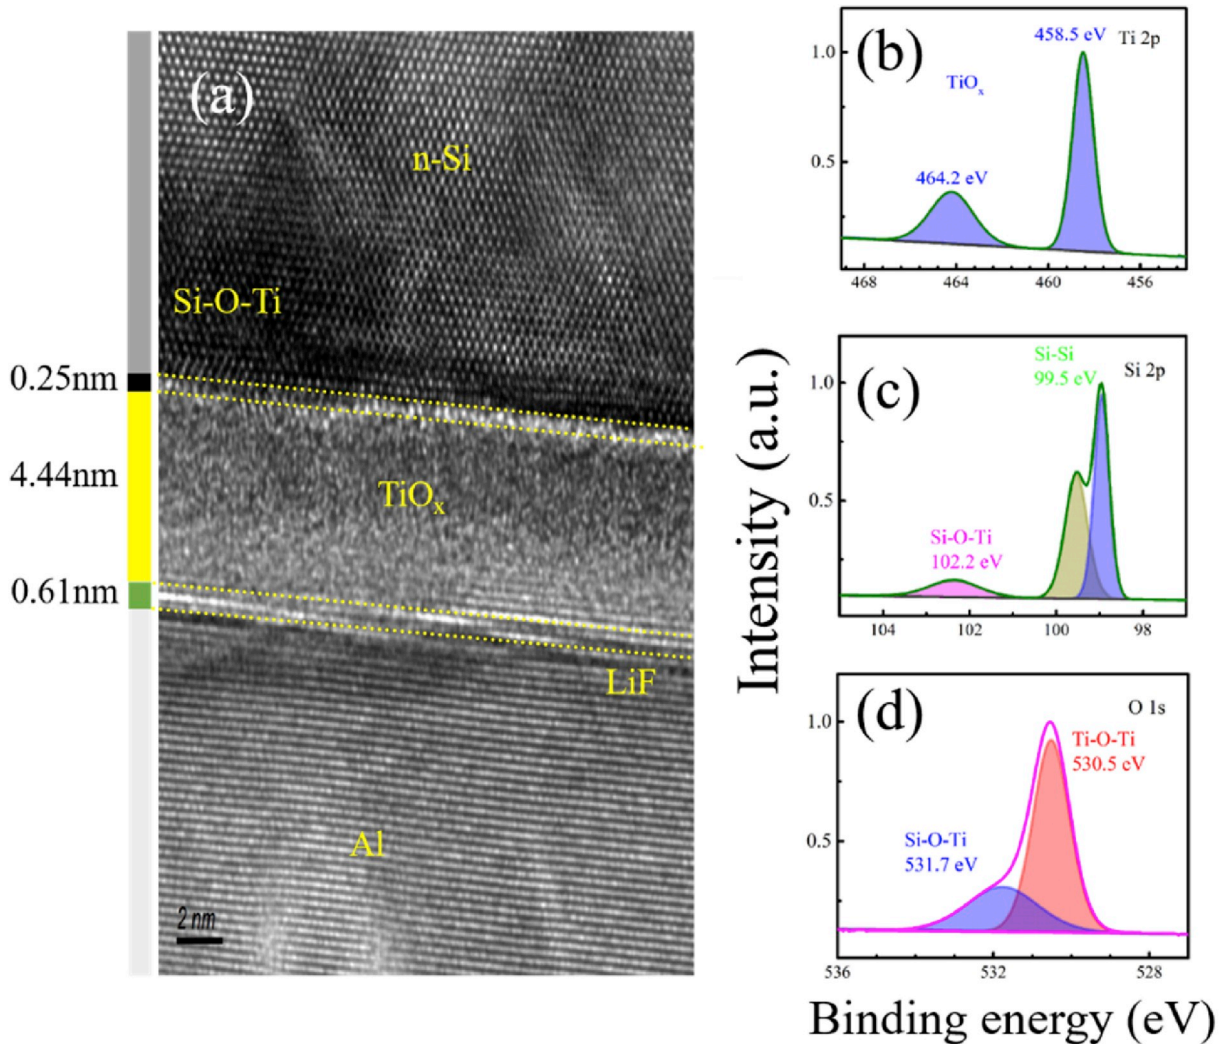 (a)
n-Si
Si-O-Ti
0.25nm
4.44nm
TiOₓ
0.61nm
LiF
Al
2 nm
Intensity (a.u.)
(b)
458.5 eV
Ti 2p
TiOₓ
464.2 eV
1.0
0.5
468
464
460
456
(c)
Si-Si
99.5 eV
Si 2p
Si-O-Ti
102.2 eV
1.0
0.5
104
102
100
98
(d)
O 1s
Ti-O-Ti
530.5 eV
Si-O-Ti
531.7 eV
1.0
0.5
536
532
528
Binding energy (eV)